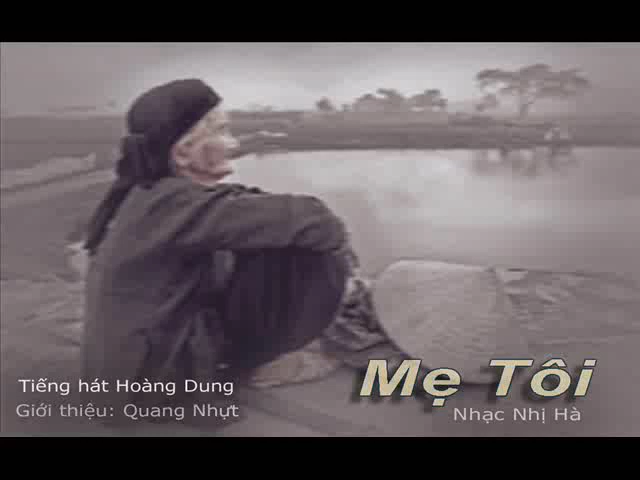 Tiếng hát Hoàng Dung
Giới thiệu: Quang Nhựt
Mẹ Tôi
Nhạc Nhị Hà